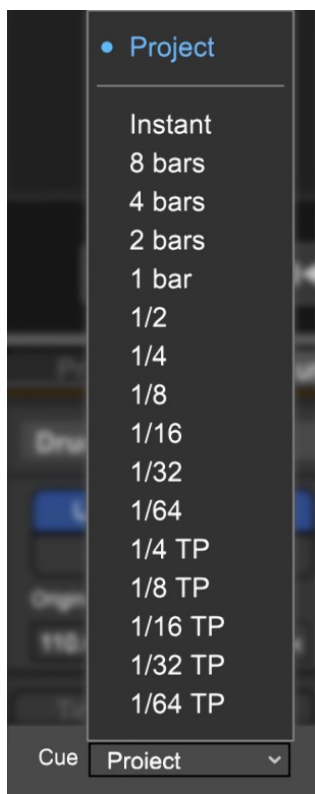 Project
Instant
8 bars
4 bars
2 bars
1 bar
1/2
1/4
1/8
1/16
1/32
1/64
1/4 TP
1/8 TP
1/16 TP
1/32 TP
1/64 TP
Cue Project